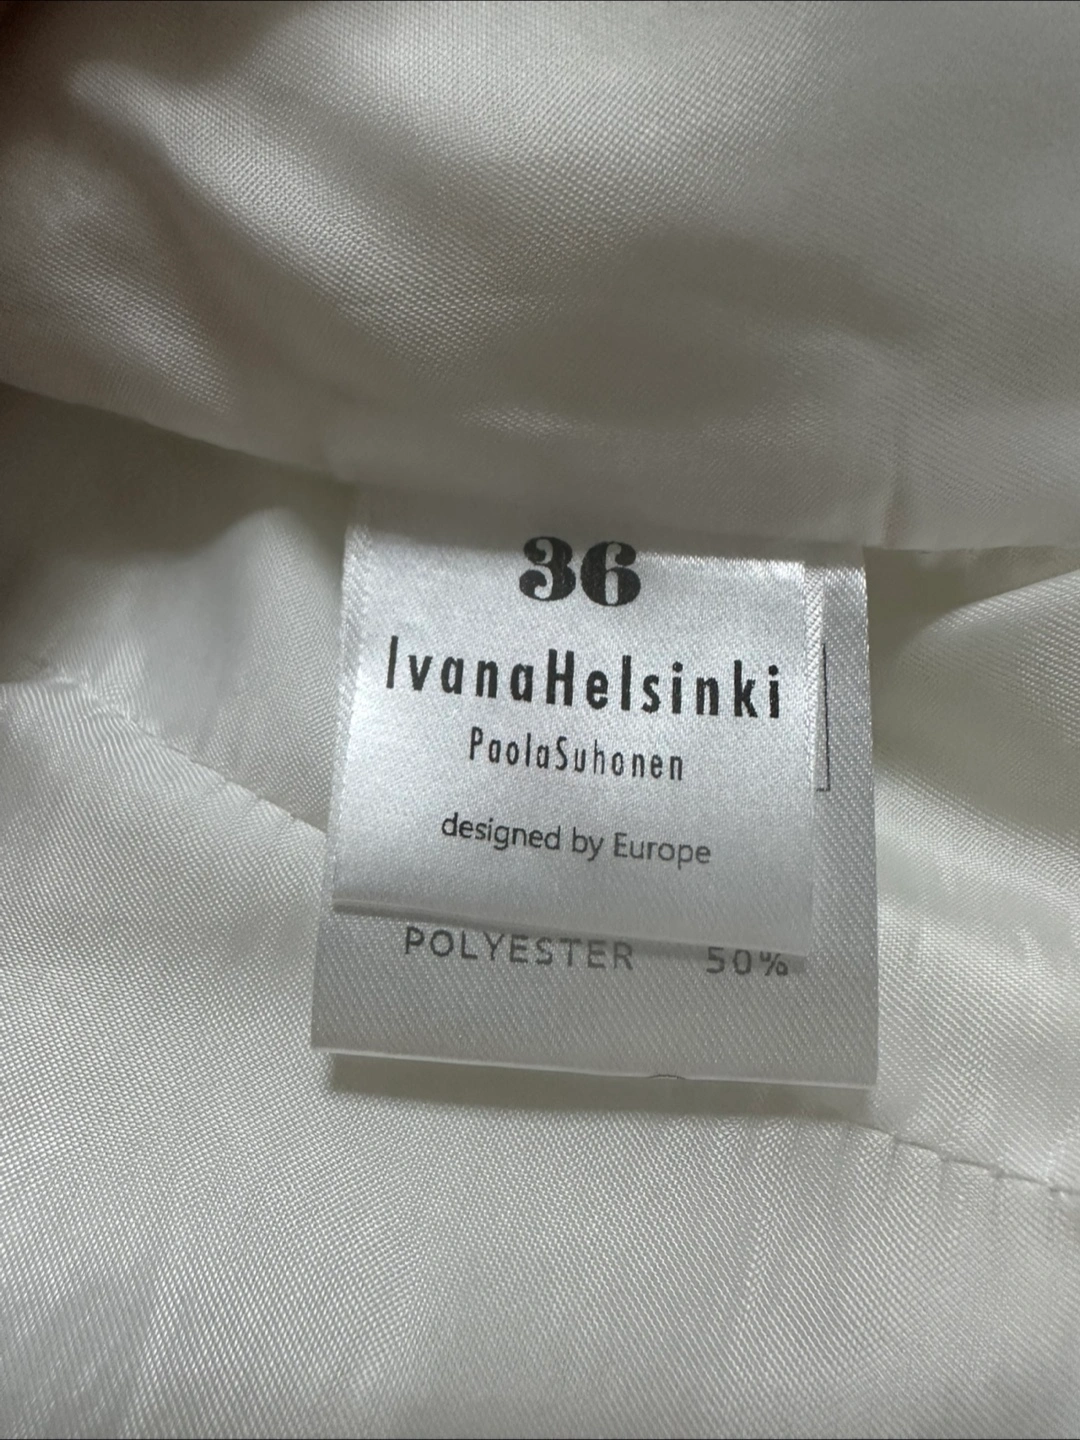 36
IvanaHelsinki
PaolaSuhonen
designed by Europe
POLYESTER 50%